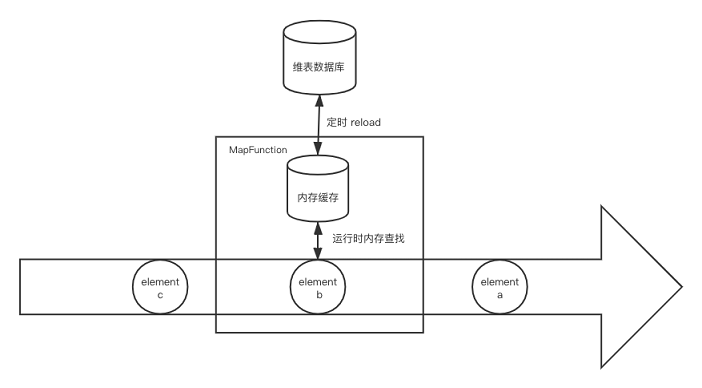 维表数据库
定时 reload
MapFunction
内存缓存
运行时内存查找
element
c
element
b
element
a